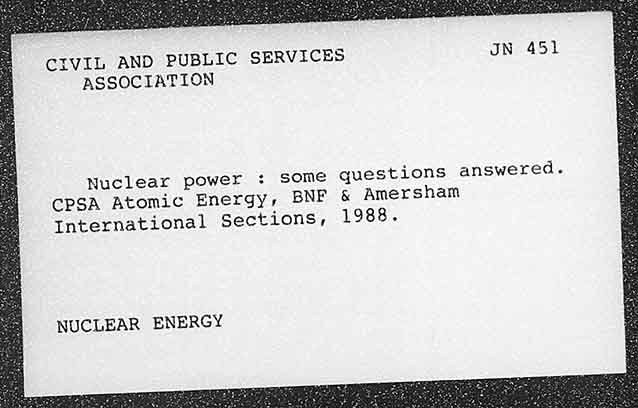 CIVIL AND PUBLIC SERVICES JN 451
ASSOCIATION
Nuclear power : some questions answered.
CPSA Atomic Energy, BNF & Amersham
International Sections, 1988.
NUCLEAR ENERGY